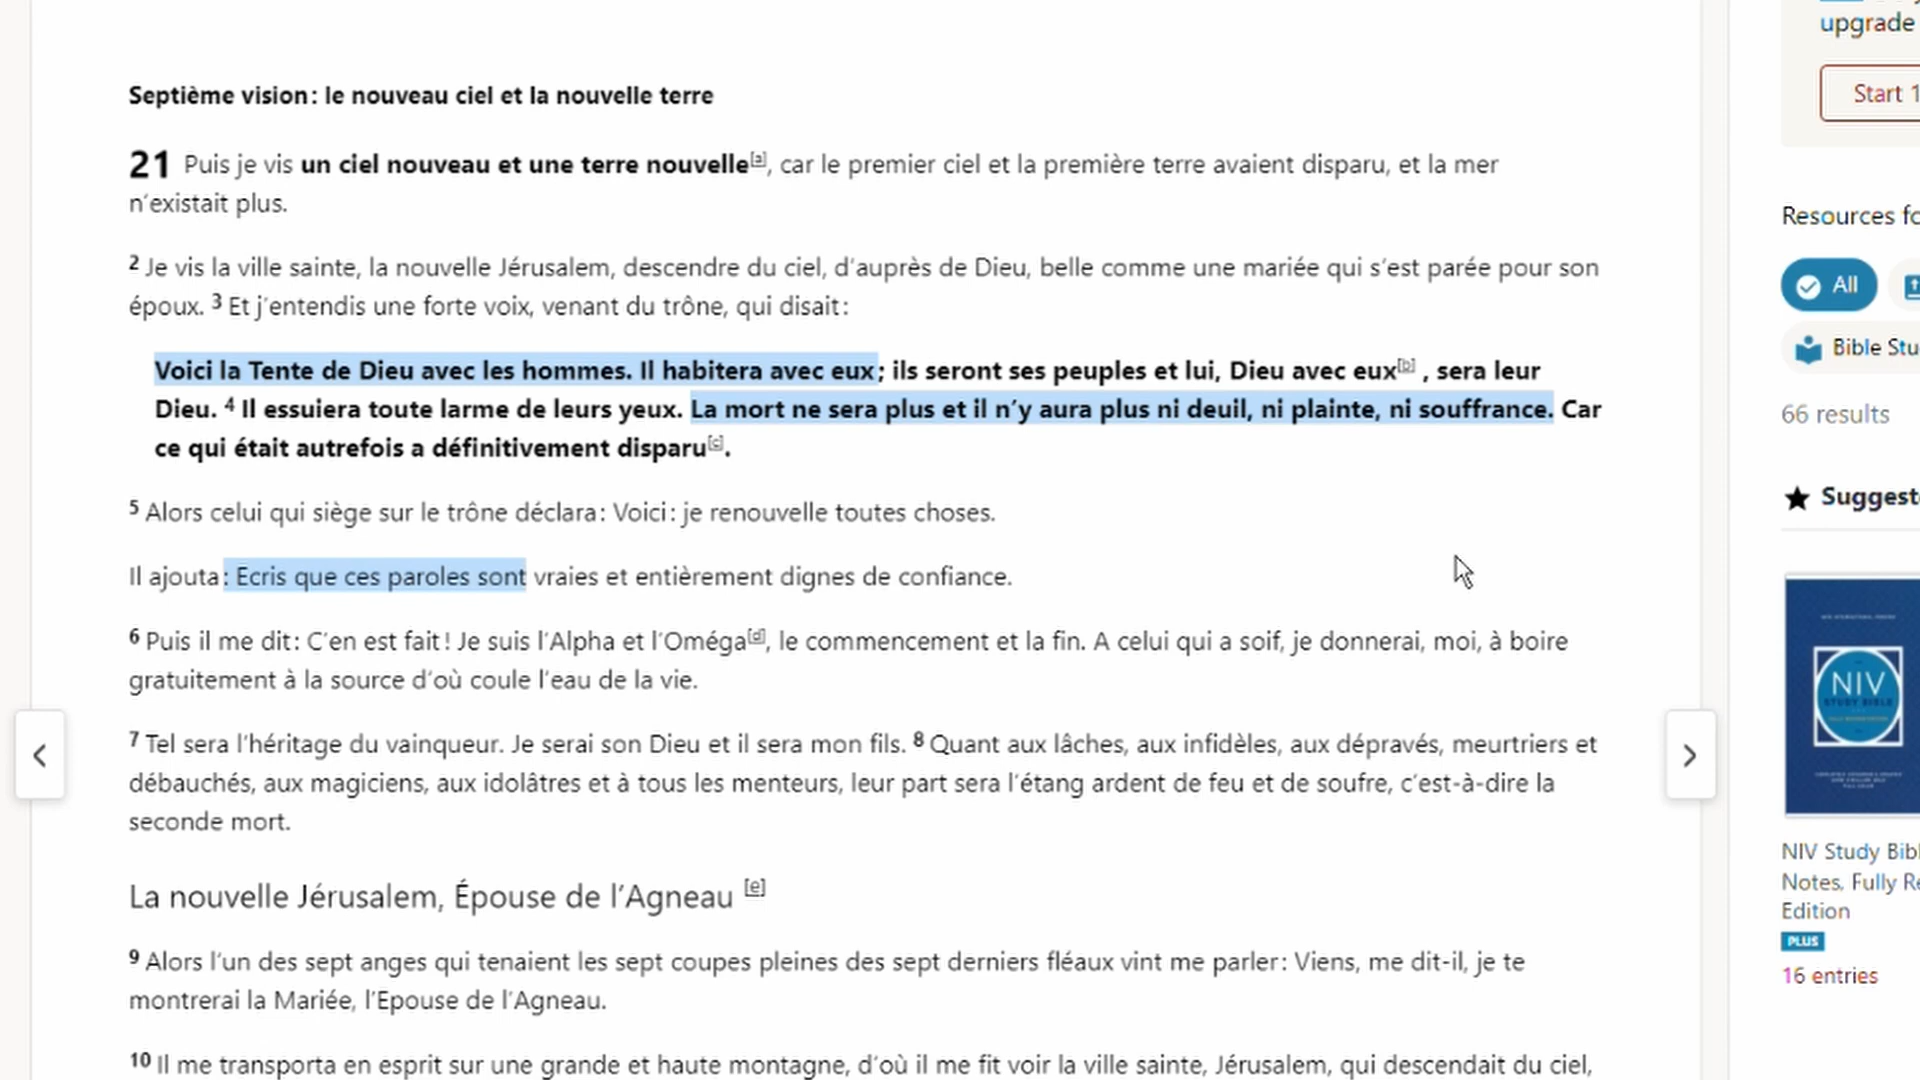 upgrade
Start 1
Septième vision : le nouveau ciel et la nouvelle terre
21 Puis je vis un ciel nouveau et une terre nouvelle[a], car le premier ciel et la première terre avaient disparu, et la mer
n’existait plus.
2 Je vis la ville sainte, la nouvelle Jérusalem, descendre du ciel, d’auprès de Dieu, belle comme une mariée qui s’est parée pour son
époux. 3 Et j’entendis une forte voix, venant du trône, qui disait :
Voici la Tente de Dieu avec les hommes. Il habitera avec eux ; ils seront ses peuples et lui, Dieu avec eux[b] , sera leur
Dieu. 4 Il essuiera toute larme de leurs yeux. La mort ne sera plus et il n’y aura plus ni deuil, ni plainte, ni souffrance. Car
ce qui était autrefois a définitivement disparu[c].
5 Alors celui qui siège sur le trône déclara : Voici : je renouvelle toutes choses.
Il ajouta : Ecris que ces paroles sont vraies et entièrement dignes de confiance.
6 Puis il me dit : C’en est fait ! Je suis l’Alpha et l’Oméga[d], le commencement et la fin. A celui qui a soif, je donnerai, moi, à boire
gratuitement à la source d’où coule l’eau de la vie.
7 Tel sera l’héritage du vainqueur. Je serai son Dieu et il sera mon fils. 8 Quant aux lâches, aux infidèles, aux dépravés, meurtriers et
débauchés, aux magiciens, aux idolâtres et à tous les menteurs, leur part sera l’étang ardent de feu et de soufre, c’est-à-dire la
seconde mort.
La nouvelle Jérusalem, Épouse de l’Agneau [e]
9 Alors l’un des sept anges qui tenaient les sept coupes pleines des sept derniers fléaux vint me parler : Viens, me dit-il, je te
montrerai la Mariée, l’Epouse de l’Agneau.
10 Il me transporta en esprit sur une grande et haute montagne, d’où il me fit voir la ville sainte, Jérusalem, qui descendait du ciel,
Resources fo
All
Bible Stu
66 results
Suggest
NIV
STUDY BIBLE
NIV Study Bibl
Notes, Fully Re
Edition
PLUS
16 entries